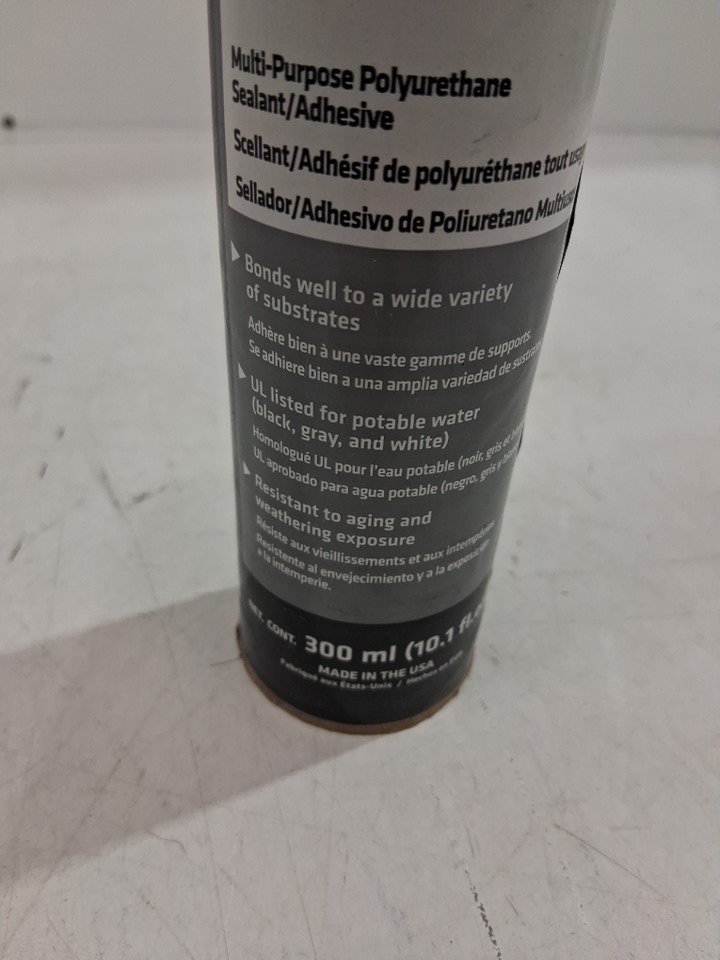 Multi-Purpose Polyurethane
Sealant/Adhesive
Scellant/Adhésif de polyuréthane tout
Sellador/Adhesivo de Poliuretano
Bonds well to a wide variety
of substrates
Adhère bien à une vaste gamme de supports.
Se adhiere bien a una amplia variedad de
UL listed for potable water
(black, gray, and white)
Homologué UL pour l'eau potable (noir, gris et
UL aprobado para agua potable (negro, gris y
Resistant to aging and
weathering exposure
Résiste aux vieillissements et aux intempéries
Resistente al envejecimiento y a la exposición
a la intemperie.
NET. CONT. 300 ml (10.1 fl.
MADE IN THE USA
Fabriqué aux États-Unis / Hechos en